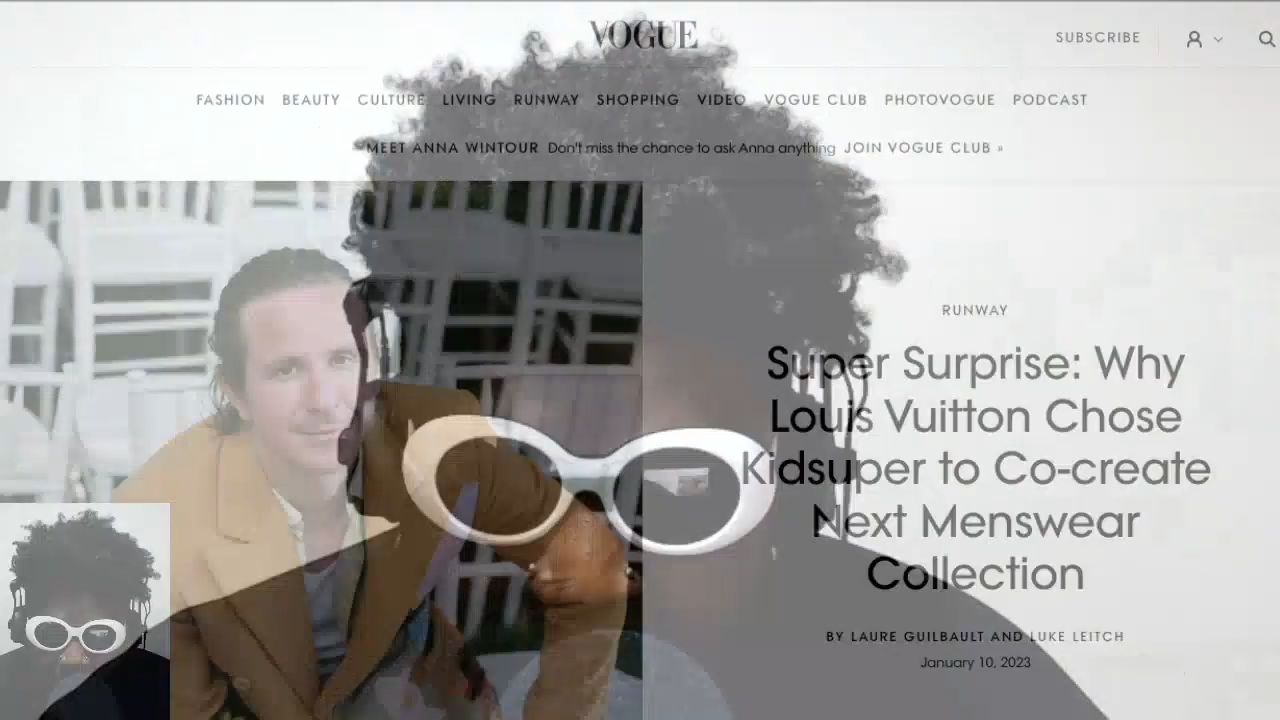 VOGUE
SUBSCRIBE
FASHION BEAUTY CULTURE LIVING RUNWAY SHOPPING VIDEO VOGUE CLUB PHOTOVOGUE PODCAST
MEET ANNA WINTOUR Don't miss the chance to ask Anna anything JOIN VOGUE CLUB »
RUNWAY
Super Surprise: Why
Louis Vuitton Chose
Kidsuper to Co-create
Next Menswear
Collection
BY LAURE GUILBAULT AND LUKE LEITCH
January 10, 2023